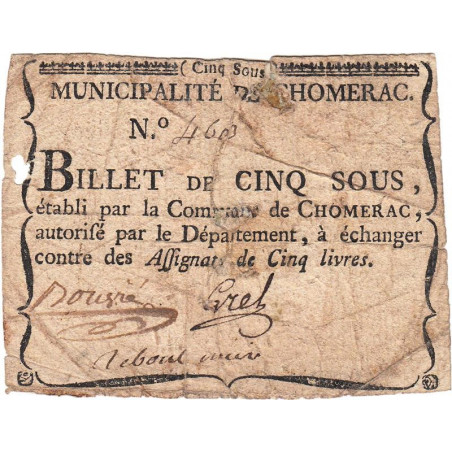 (Cinq Sous
MUNICIPALITÉ DE CHOMERAC.
N.º 460
BILLET DE CINQ SOUS,
établi par la Commune de CHOMERAC,
autoriſé par le Département, à échanger
contre des Aſſignats de Cinq livres.